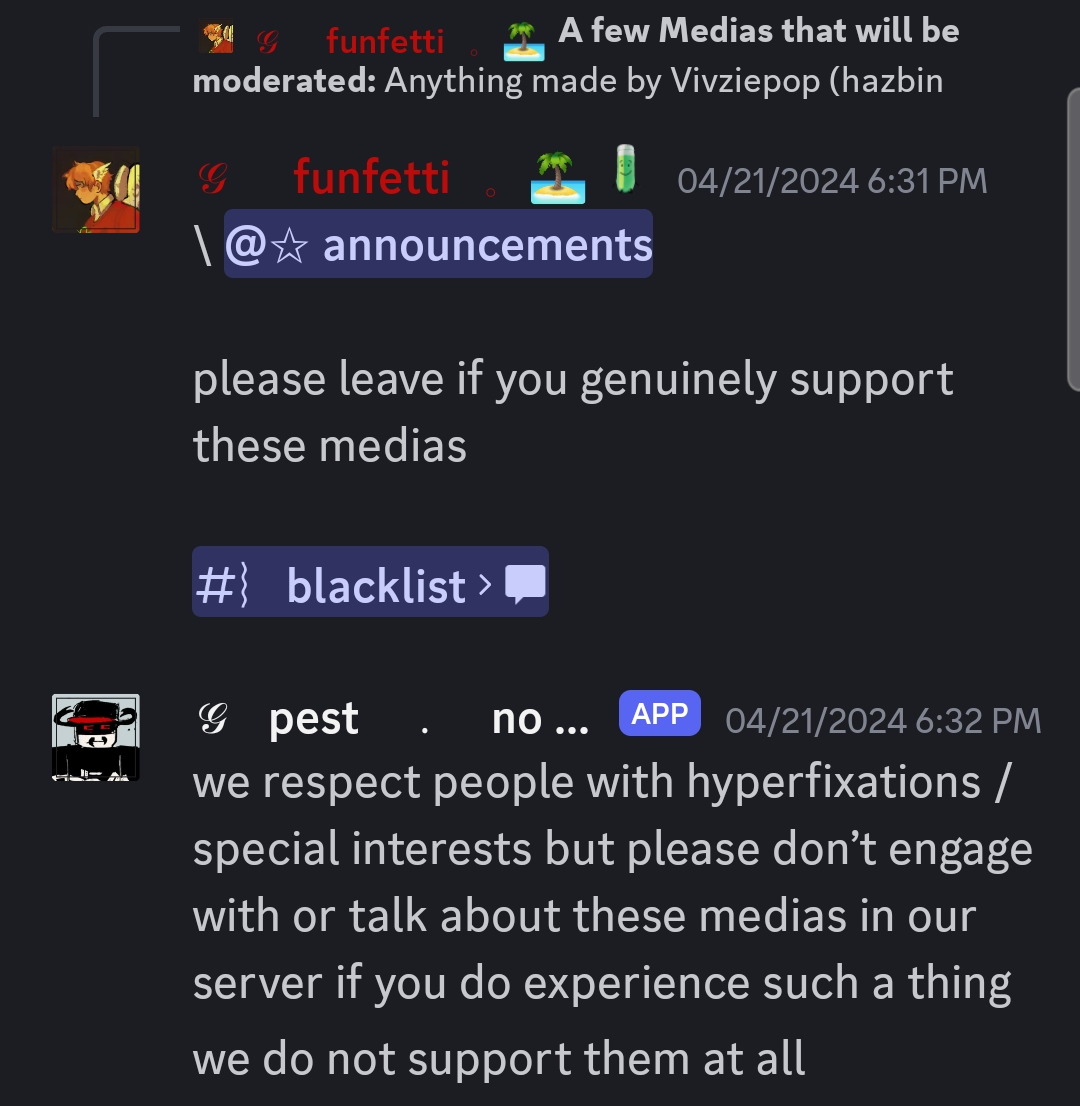 𝒢 funfetti 。 🏝️ A few Medias that will be
moderated: Anything made by Vivziepop (hazbin
𝒢 funfetti 。 🏝️ 🧪 04/21/2024 6:31 PM
\ @☆ announcements
please leave if you genuinely support
these medias
#⌇ blacklist › 💬
𝒢 pest . no ... APP 04/21/2024 6:32 PM
we respect people with hyperfixations /
special interests but please don’t engage
with or talk about these medias in our
server if you do experience such a thing
we do not support them at all